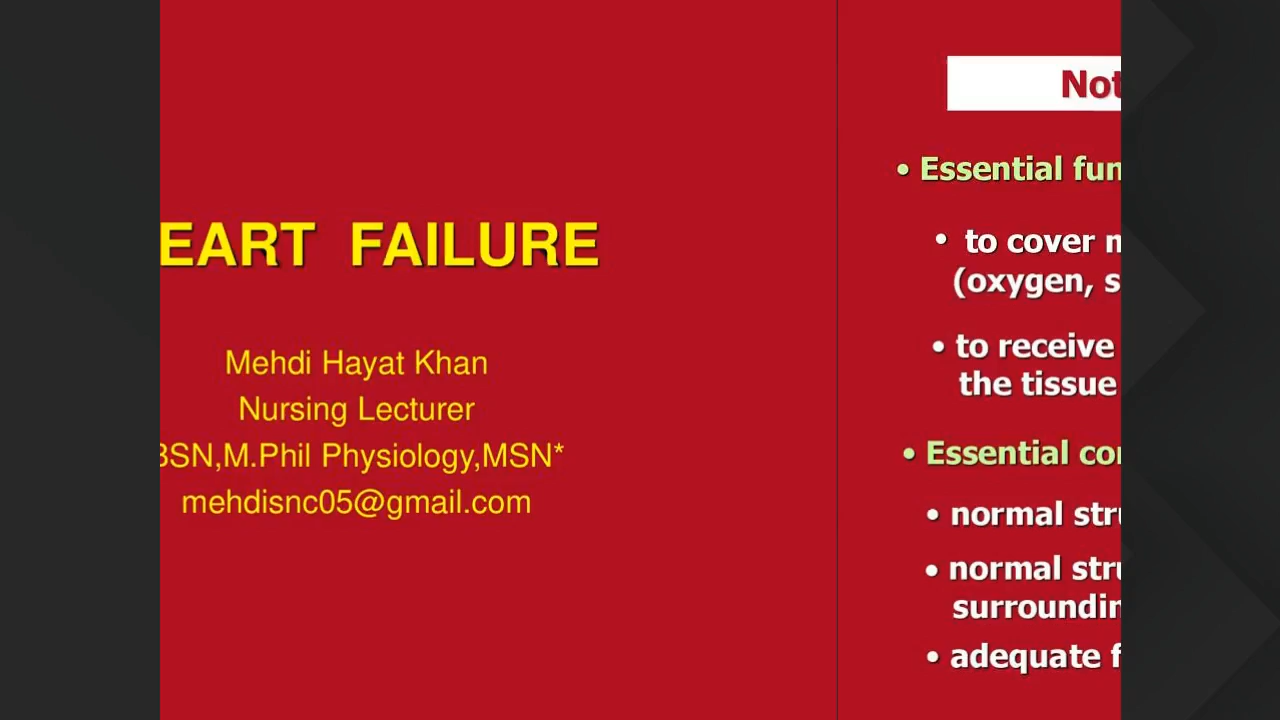 EART FAILURE
Mehdi Hayat Khan
Nursing Lecturer
BSN,M.Phil Physiology,MSN*
mehdisnc05@gmail.com
Not
• Essential fun
• to cover
(oxygen, s
• to receive
the tissue
• Essential con
• normal stru
• normal stru
surroundin
• adequate f